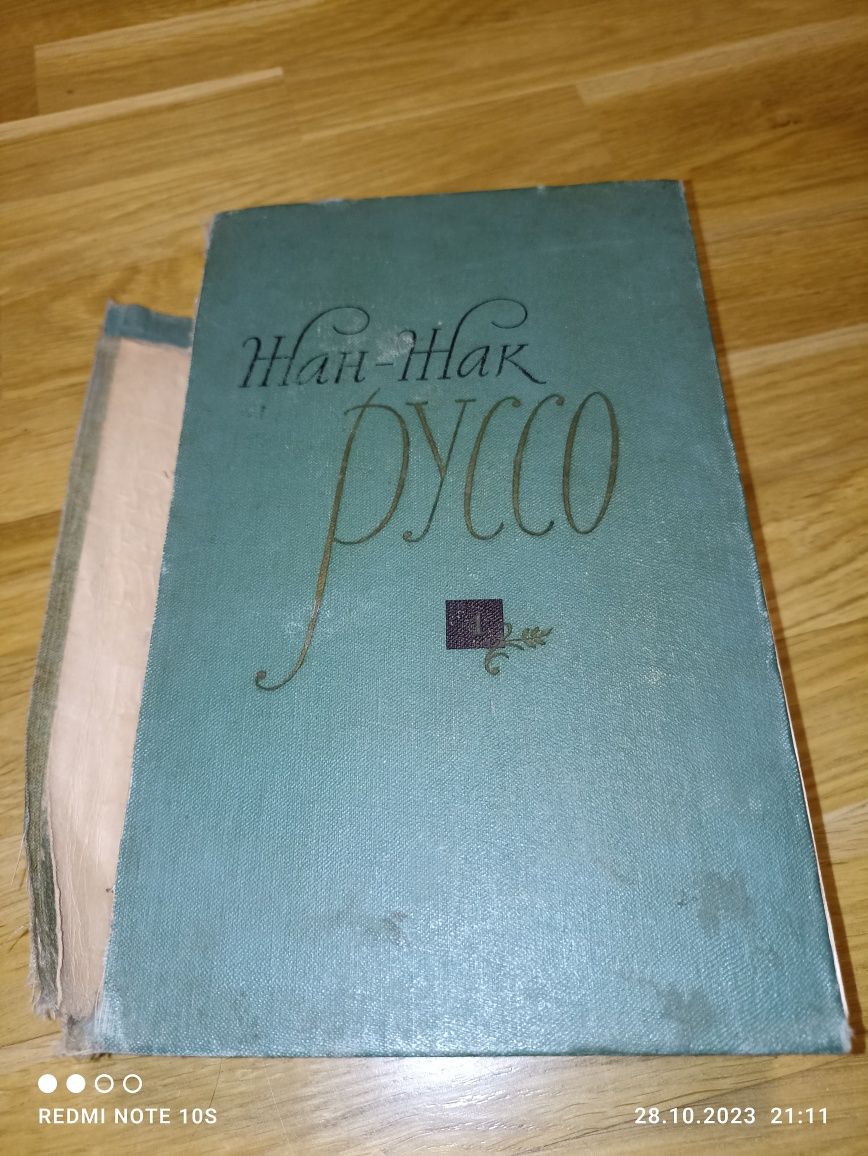 Жан-Жак
Руссо
1
REDMI NOTE 10S
28.10.2023 21:11